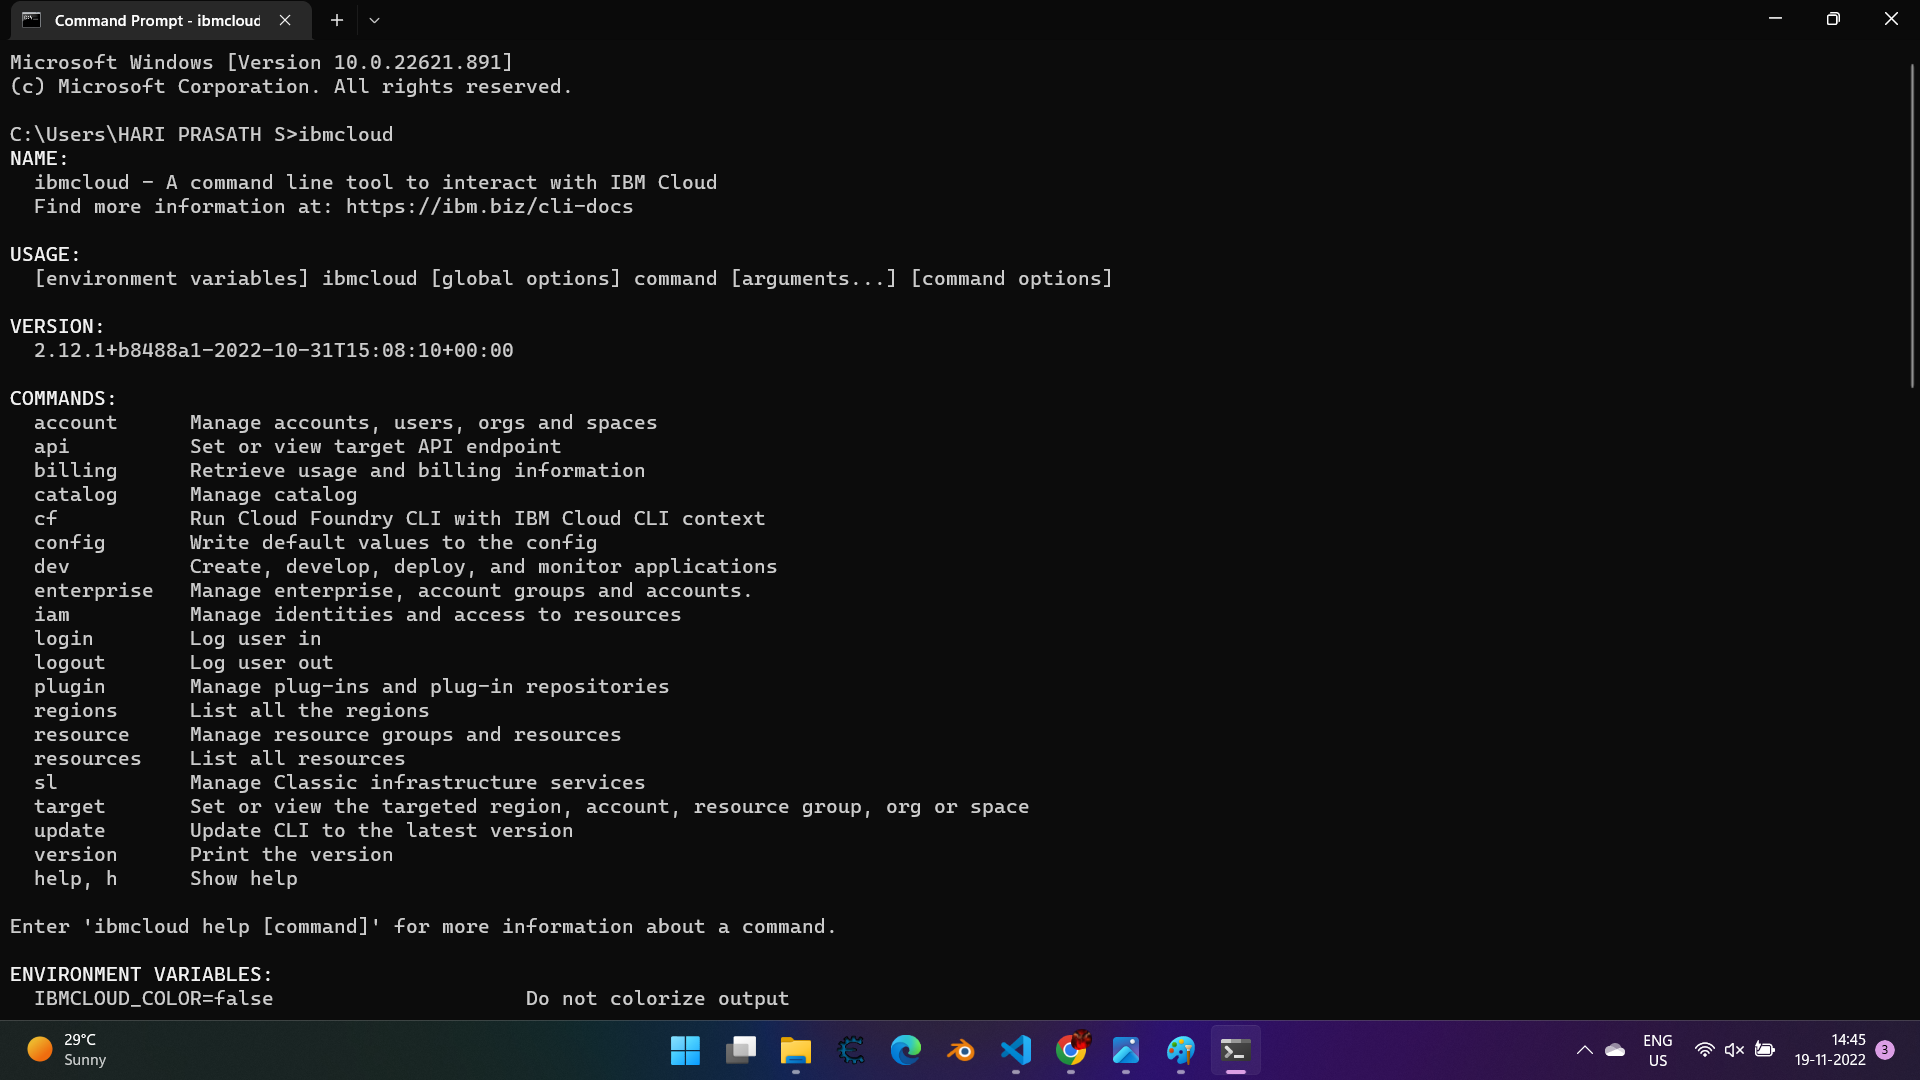 Command Prompt - ibmcloud
Microsoft Windows [Version 10.0.22621.891]
(c) Microsoft Corporation. All rights reserved.
C:\Users\HARI PRASATH S>ibmcloud
NAME:
ibmcloud - A command line tool to interact with IBM Cloud
Find more information at: https://ibm.biz/cli-docs
USAGE:
[environment variables] ibmcloud [global options] command [arguments...] [command options]
VERSION:
2.12.1+b8488a1-2022-10-31T15:08:10+00:00
COMMANDS:
account Manage accounts, users, orgs and spaces
api Set or view target API endpoint
billing Retrieve usage and billing information
catalog Manage catalog
cf Run Cloud Foundry CLI with IBM Cloud CLI context
config Write default values to the config
dev Create, develop, deploy, and monitor applications
enterprise Manage enterprise, account groups and accounts.
iam Manage identities and access to resources
login Log user in
logout Log user out
plugin Manage plug-ins and plug-in repositories
regions List all the regions
resource Manage resource groups and resources
resources List all resources
sl Manage Classic infrastructure services
target Set or view the targeted region, account, resource group, org or space
update Update CLI to the latest version
version Print the version
help, h Show help
Enter 'ibmcloud help [command]' for more information about a command.
ENVIRONMENT VARIABLES:
IBMCLOUD_COLOR=false Do not colorize output
29°C
Sunny
ENG
US
14:45
19-11-2022
3